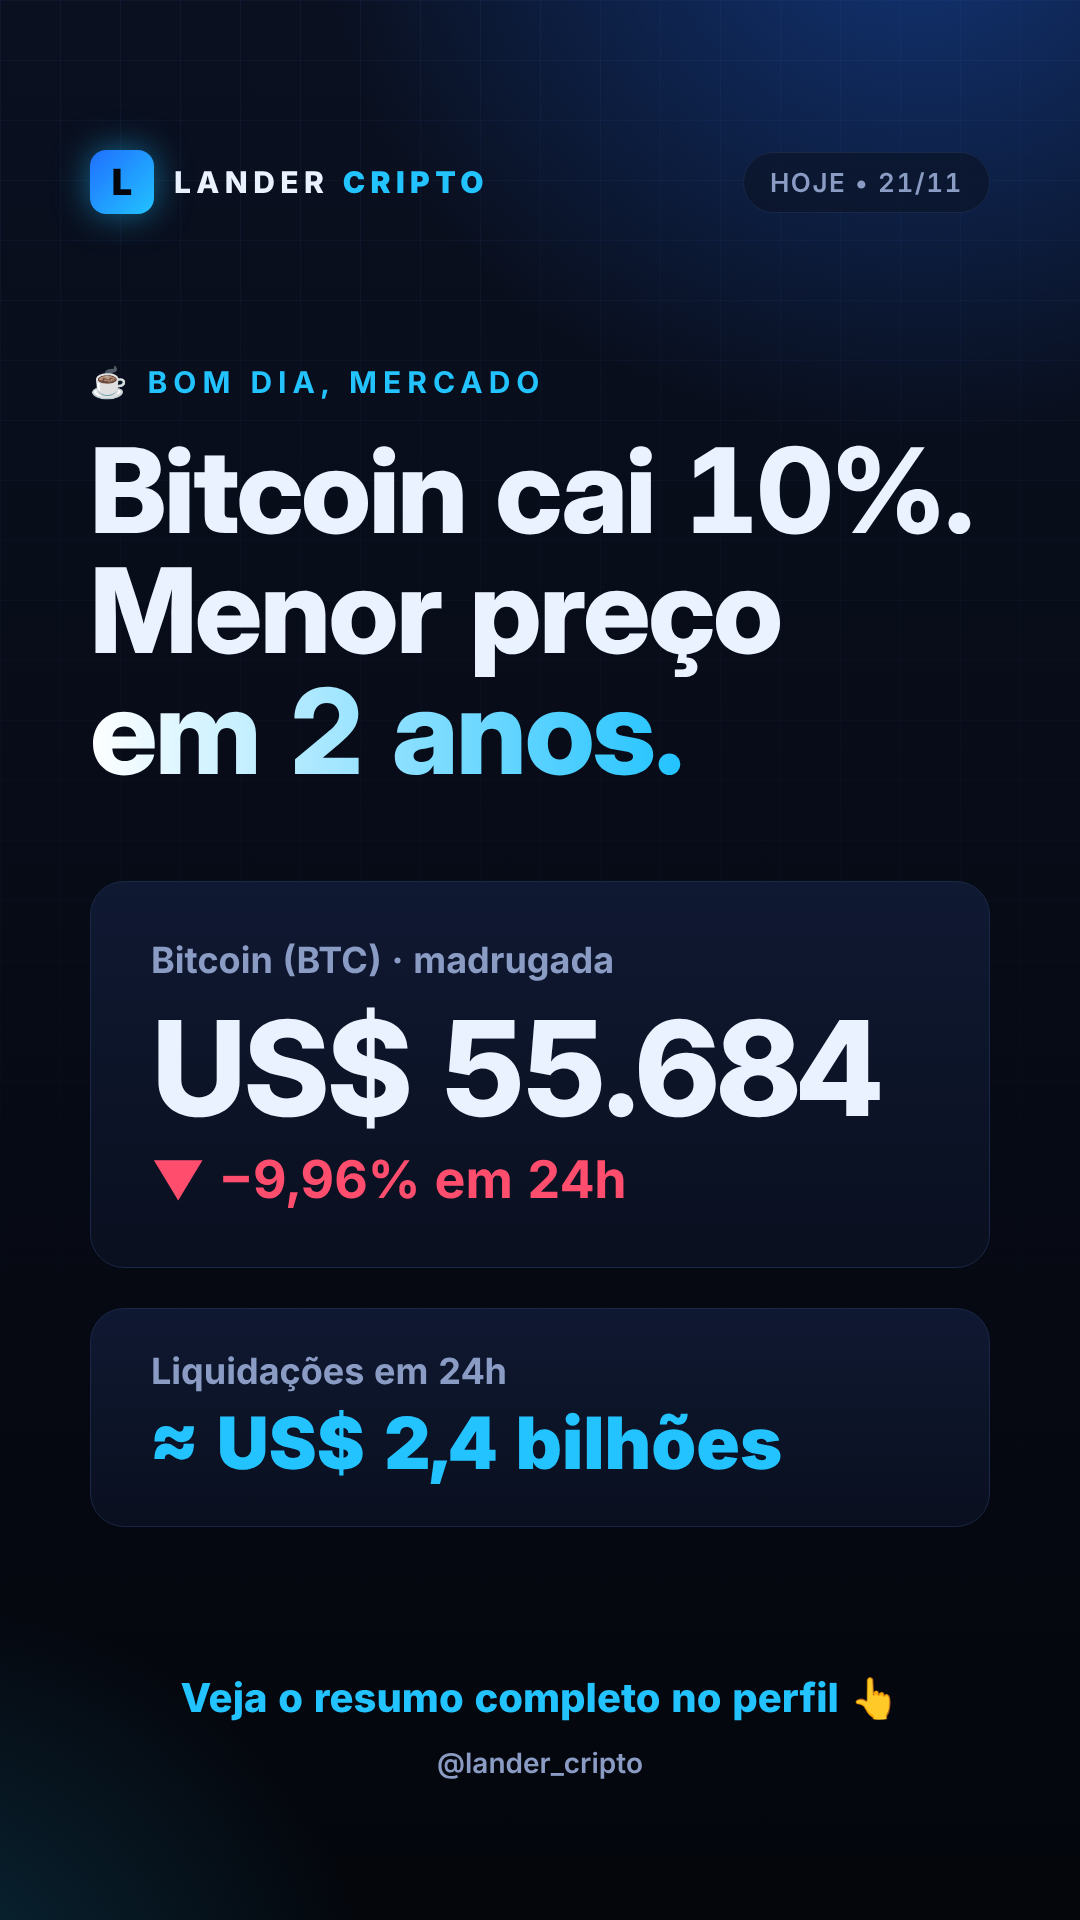 L LANDER CRIPTO
HOJE • 21/11
☕ BOM DIA, MERCADO
Bitcoin cai 10%.
Menor preço
em 2 anos.
Bitcoin (BTC) · madrugada
US$ 55.684
▼ −9,96% em 24h
Liquidações em 24h
≈ US$ 2,4 bilhões
Veja o resumo completo no perfil 👆
@lander_cripto